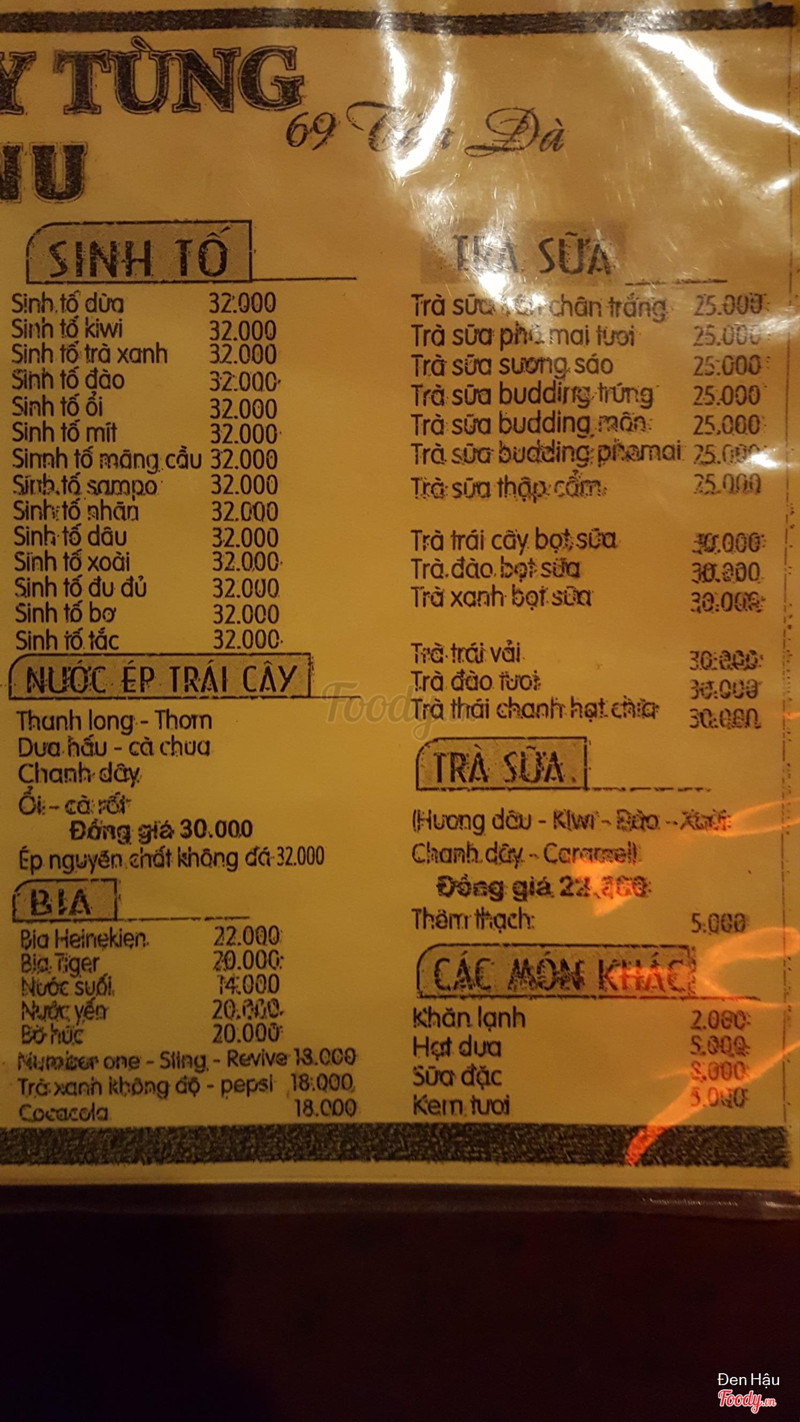 Y TÙNG
69 Tản Đà
NU
SINH TỐ
Sinh tố dừa 32.000
Sinh tố kiwi 32.000
Sinh tố trà xanh 32.000
Sinh tố đào 32.000
Sinh tố ổi 32.000
Sinh tố mít 32.000
Sinnh tố mãng cầu 32.000
Sinh tố sampo 32.000
Sinh tố nhãn 32.000
Sinh tố dâu 32.000
Sinh tố xoài 32.000
Sinh tố đu đủ 32.000
Sinh tố bơ 32.000
Sinh tố tắc 32.000
NƯỚC ÉP TRÁI CÂY
Thanh long - Thơm
Dưa hấu - cà chua
Chanh dây
Ổi - cà rốt
Đồng giá 30.000
Ép nguyên chất không đá 32.000
BIA
Bia Heinekien 22.000
Bia Tiger 20.000
Nước suối 14.000
Nước yến 20.000
Bò húc 20.000
Number one - Sting - Revive 18.000
Trà xanh không độ - pepsi 18.000
Cocacola 18.000
TRÀ SỮA
Trà sữa chân trắng 25.000
Trà sữa phô mai tươi 25.000
Trà sữa sương sáo 25.000
Trà sữa budding trứng 25.000
Trà sữa budding môn 25.000
Trà sữa budding phomai 25.000
Trà sữa thập cẩm 25.000
Trà trái cây bọt sữa 30.000
Trà đào bọt sữa 30.000
Trà xanh bọt sữa 30.000
Trà trái vải 30.000
Trà đào tươi 30.000
Trà thái chanh hạt chia 30.000
TRÀ SỮA
(Hương dâu - Kiwi - Đào - Xoài
Chanh dây - Caramel)
Đồng giá
Thêm thạch 5.000
CÁC MÓN KHÁC
Khăn lạnh 2.000
Hạt dưa 5.000
Sữa đặc
Kem tươi 5.000
Foody
Đen Hậu
Foody.vn